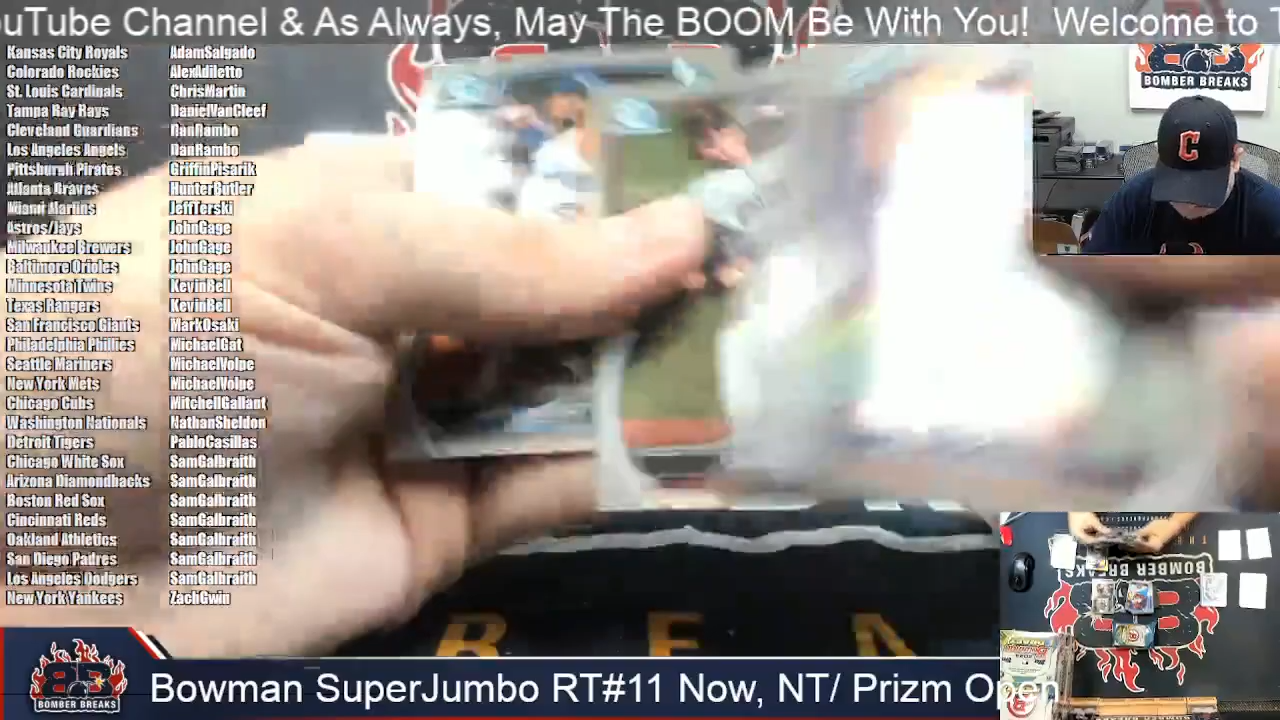 ouTube Channel & As Always, May The BOOM Be With You!  Welcome to T
Kansas City Royals AdamSalgado
Colorado Rockies AlexAdiletto
St. Louis Cardinals ChrisMartin
Tampa Ray Rays DanielVanCleef
Cleveland Guardians DanRambo
Los Angeles Angels DanRambo
Pittsburgh Pirates GriffinPisarik
Atlanta Braves HunterButler
Miami Marlins JeffTerski
Astros/Jays JohnGage
Milwaukee Brewers JohnGage
Baltimore Orioles JohnGage
Minnesota Twins KevinBell
Texas Rangers KevinBell
San Francisco Giants MarkOsaki
Philadelphia Phillies MichaelGat
Seattle Mariners MichaelVolpe
New York Mets MichaelVolpe
Chicago Cubs MitchellGallant
Washington Nationals NathanSheldon
Detroit Tigers PabloCasillas
Chicago White Sox SamGalbraith
Arizona Diamondbacks SamGalbraith
Boston Red Sox SamGalbraith
Cincinnati Reds SamGalbraith
Oakland Athletics SamGalbraith
San Diego Padres SamGalbraith
Los Angeles Dodgers SamGalbraith
New York Yankees ZachGwin
BOMBER BREAKS
C
BOMBER BREAKS
BOMBER BREAKS
Bowman SuperJumbo RT#11 Now, NT/ Prizm Open